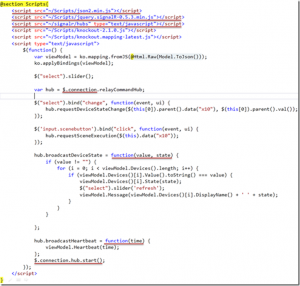 @section Scripts{
<script src="~/Scripts/json2.min.js"></script>
<script src="~/Scripts/jquery.signalR-0.5.3.min.js"></script>
<script src="~/signalr/hubs" type="text/javascript"></script>
<script src="~/Scripts/knockout-2.1.0.js"></script>
<script src="~/Scripts/knockout.mapping-latest.js"></script>
<script type="text/javascript">
$(function() {
var viewModel = ko.mapping.fromJS(@Html.Raw(Model.ToJson()));
ko.applyBindings(viewModel);
$("select").slider();
var hub = $.connection.relayCommandHub;
$("select").bind("change", function(event, ui) {
hub.requestDeviceStateChange($(this[0]).parent().data("x10"), $(this[0]).parent().val());
});
$('input.scenebutton').bind("click", function(event, ui) {
hub.requestSceneExecution($(this).data("x10"));
});
hub.broadcastDeviceState = function(value, state) {
if (value != "") {
for (i = 0; i < viewModel.Devices().length; i++) {
if (viewModel.Devices()[i].Value().toString() === value) {
viewModel.Devices()[i].State(state);
$("select").slider('refresh');
viewModel.Message(viewModel.Devices()[i].DisplayName() + ' ' + state);
}
}
}
};
hub.broadcastHeartbeat = function(time) {
viewModel.Heartbeat(time);
};
$.connection.hub.start();
});
</script>
}